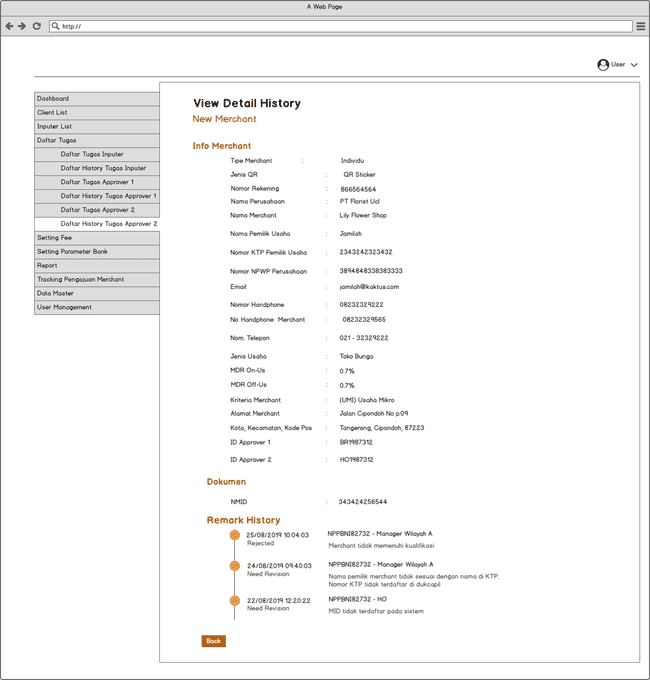 A Web Page
http://
User
Dashboard
Client List
Inputer List
Daftar Tugas
Daftar Tugas Inputer
Daftar History Tugas Inputer
Daftar Tugas Approver 1
Daftar History Tugas Approver 1
Daftar Tugas Approver 2
Daftar History Tugas Approver 2
Setting Fee
Setting Parameter Bank
Report
Tracking Pengajuan Merchant
Data Master
User Management
View Detail History
New Merchant
Info Merchant
Tipe Merchant : Individu
Jenis QR : QR Sticker
Nomor Rekening : 866564564
Nama Perusahaan : PT Florist Ucl
Nama Merchant : Lily Flower Shop
Nama Pemilik Usaha : Jamilah
Nomor KTP Pemilik Usaha : 2343242323432
Nomor NPWP Perusahaan : 3894848338383333
Email : jamilah@kaktus.com
Nomor Handphone : 08232329222
No. Handphone Merchant : 08232329565
Nom. Telepon : 021 - 32329222
Jenis Usaha : Toko Bunga
MDR On-Us : 0.7%
MDR Off-Us : 0.7%
Kriteria Merchant : (UMI) Usaha Mikro
Alamat Merchant : Jalan Cipondoh No p.09
Kota, Kecamatan, Kode Pos : Tangerang, Cipondoh, 87223
ID Approver 1 : BR1987312
ID Approver 2 : HO1987312
Dokumen
NMID : 343424256544
Remark History
25/08/2019 10:04:03 NPPBNI82732 - Manager Wilayah A
Rejected Merchant tidak memenuhi kualifikasi
24/08/2019 09:40:03 NPPBNI82732 - Manager Wilayah A
Need Revision Nama pemilik merchant tidak sesuai dengan nama di KTP.
Nomor KTP tidak terdaftar di dukcapil
22/08/2019 12:20:22 NPPBNI82732 - HO
Need Revision MID tidak terdaftar pada sistem
Back